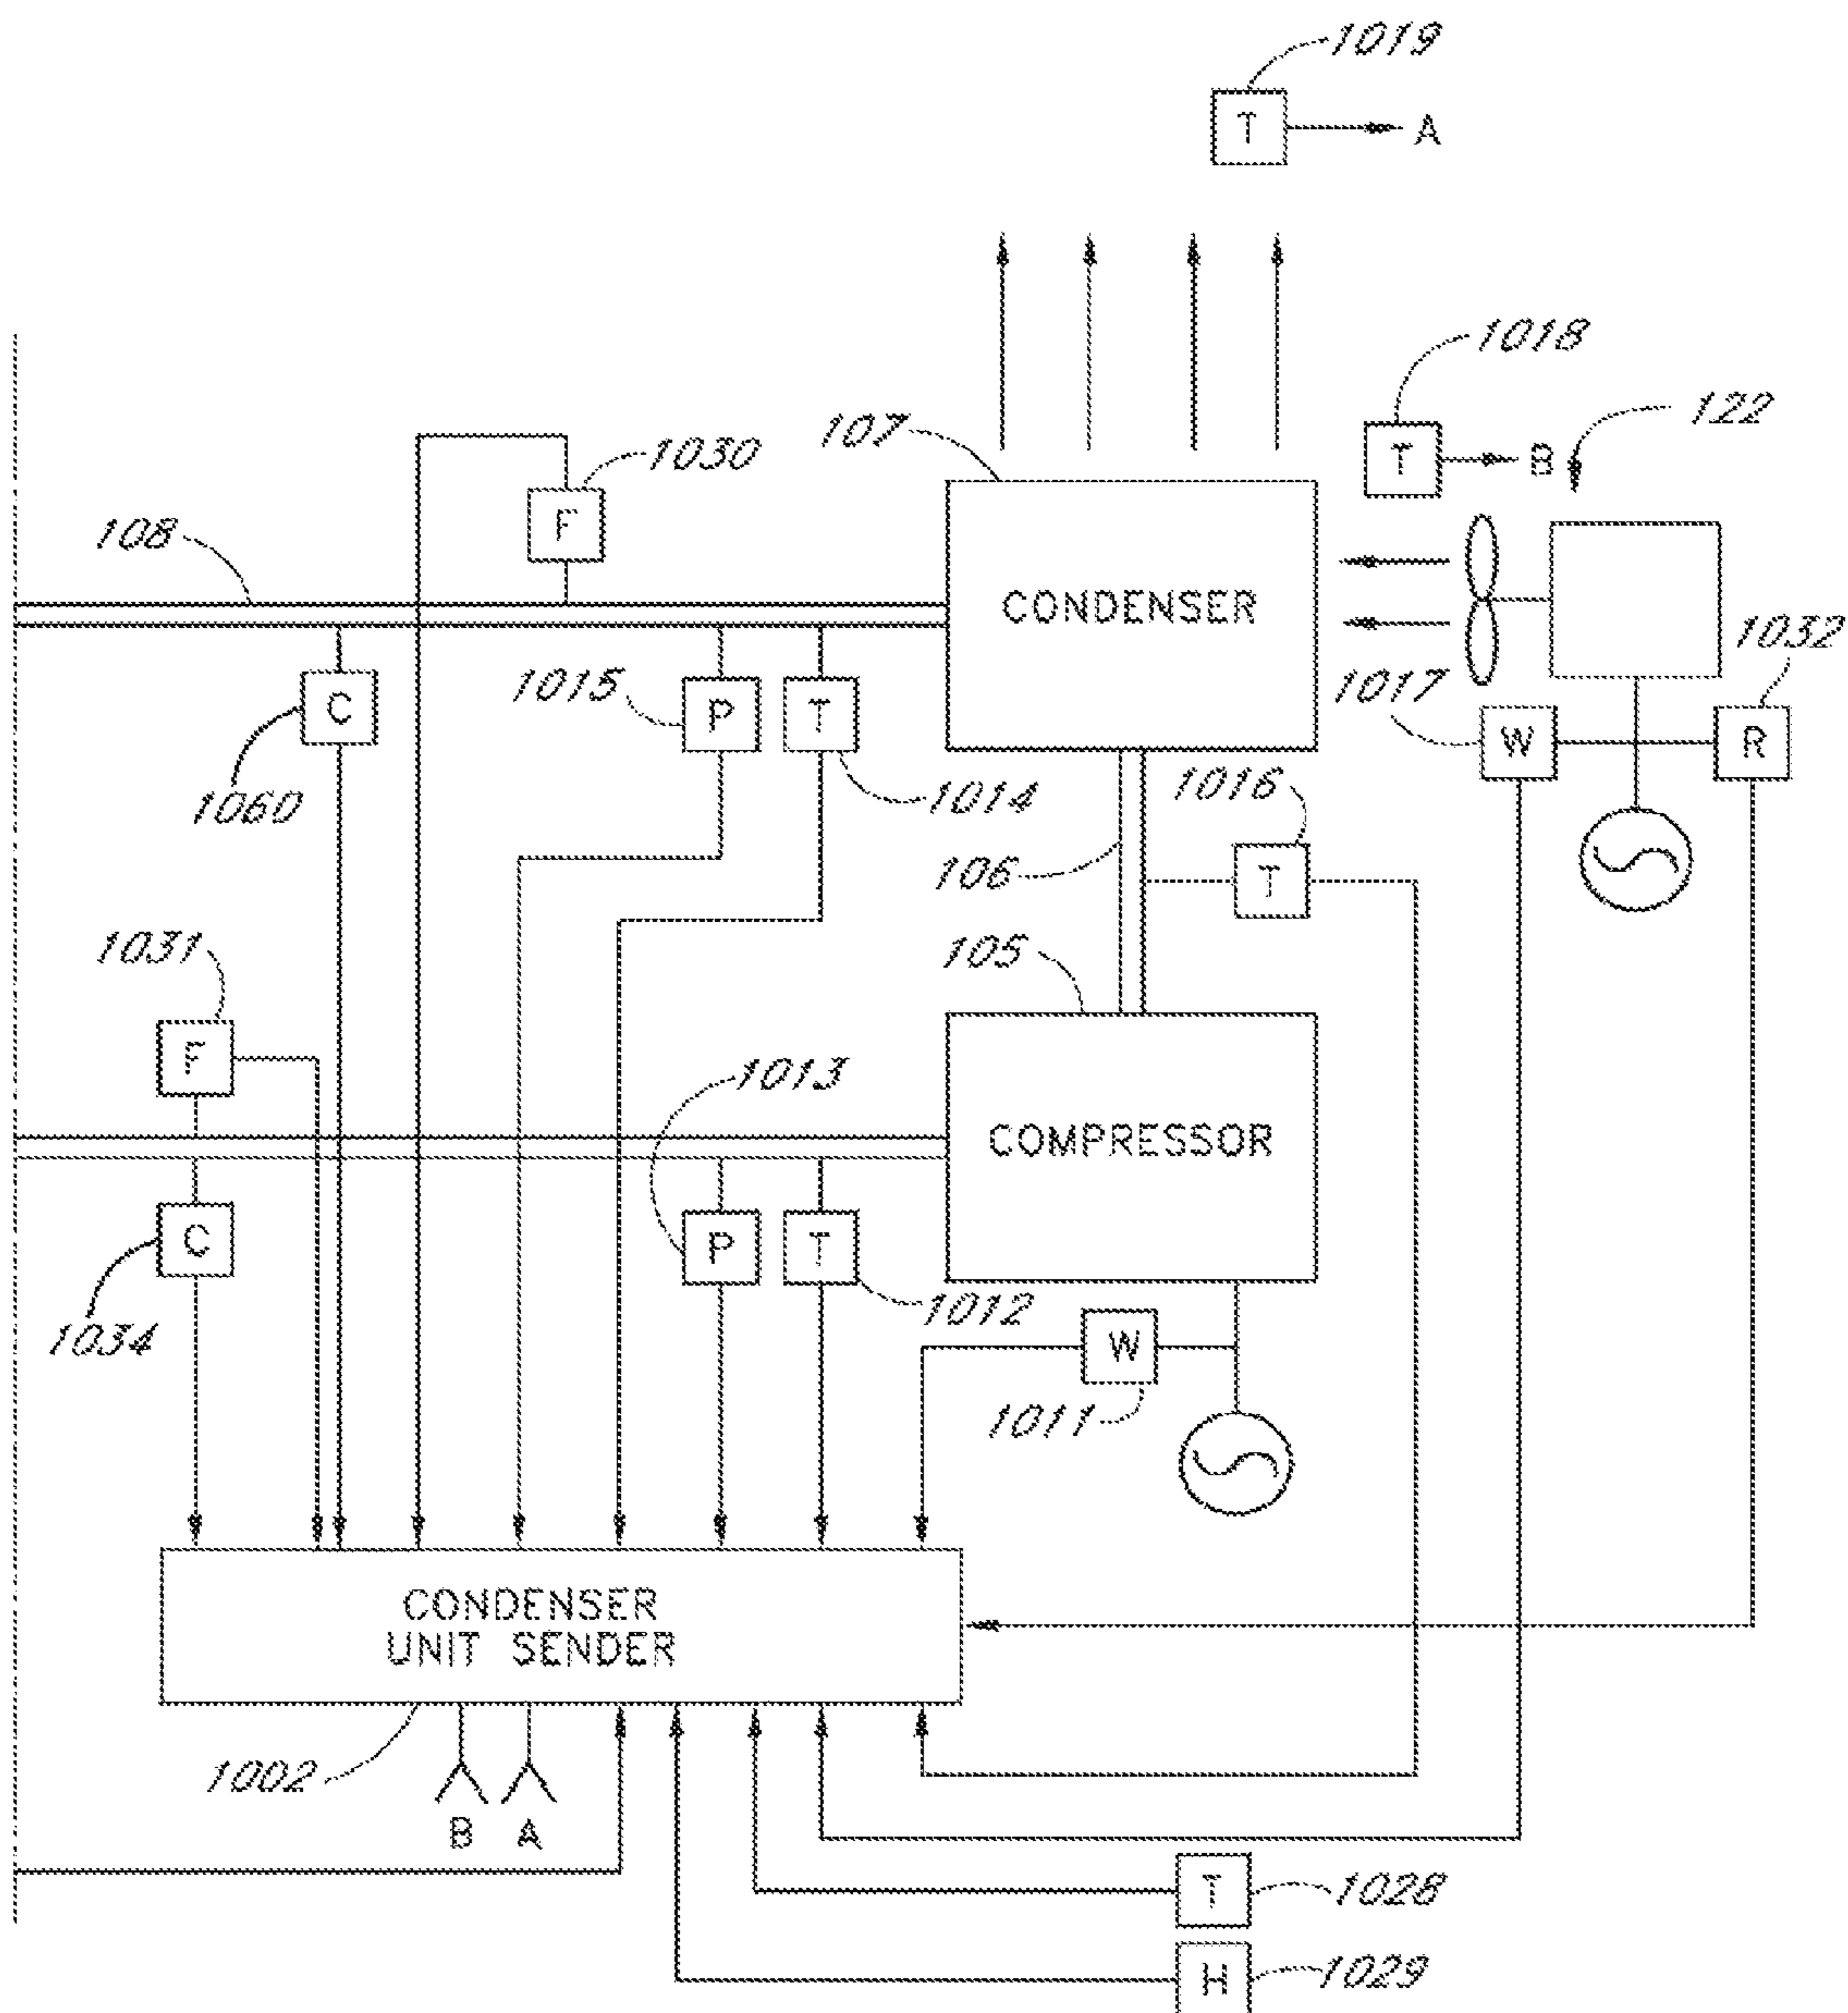 1019
T
A
1018
107
122
T
B
1030
F
108
CONDENSER
1032
1015
1017
C
P
T
W
R
1016
1060
1014
106
T
1031
105
F
1013
COMPRESSOR
C
P
T
1012
1034
W
1011
CONDENSER
UNIT SENDER
1002
B
A
T
1028
H
1029